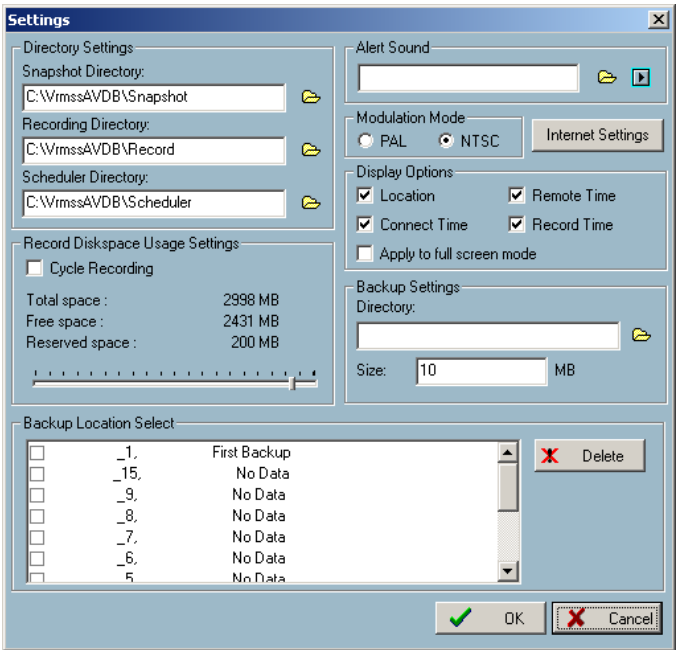 Settings
Directory Settings
Snapshot Directory:
C:\VrmssAVDB\Snapshot
Recording Directory:
C:\VrmssAVDB\Record
Scheduler Directory:
C:\VrmssAVDB\Scheduler
Record Diskspace Usage Settings
Cycle Recording
Total space : 2998 MB
Free space : 2431 MB
Reserved space : 200 MB
Alert Sound
Modulation Mode
PAL NTSC
Internet Settings
Display Options
Location Remote Time
Connect Time Record Time
Apply to full screen mode
Backup Settings
Directory:
Size: 10 MB
Backup Location Select
_1, First Backup
_15, No Data
_9, No Data
_8, No Data
_7, No Data
_6, No Data
_5 No Data
Delete
OK Cancel